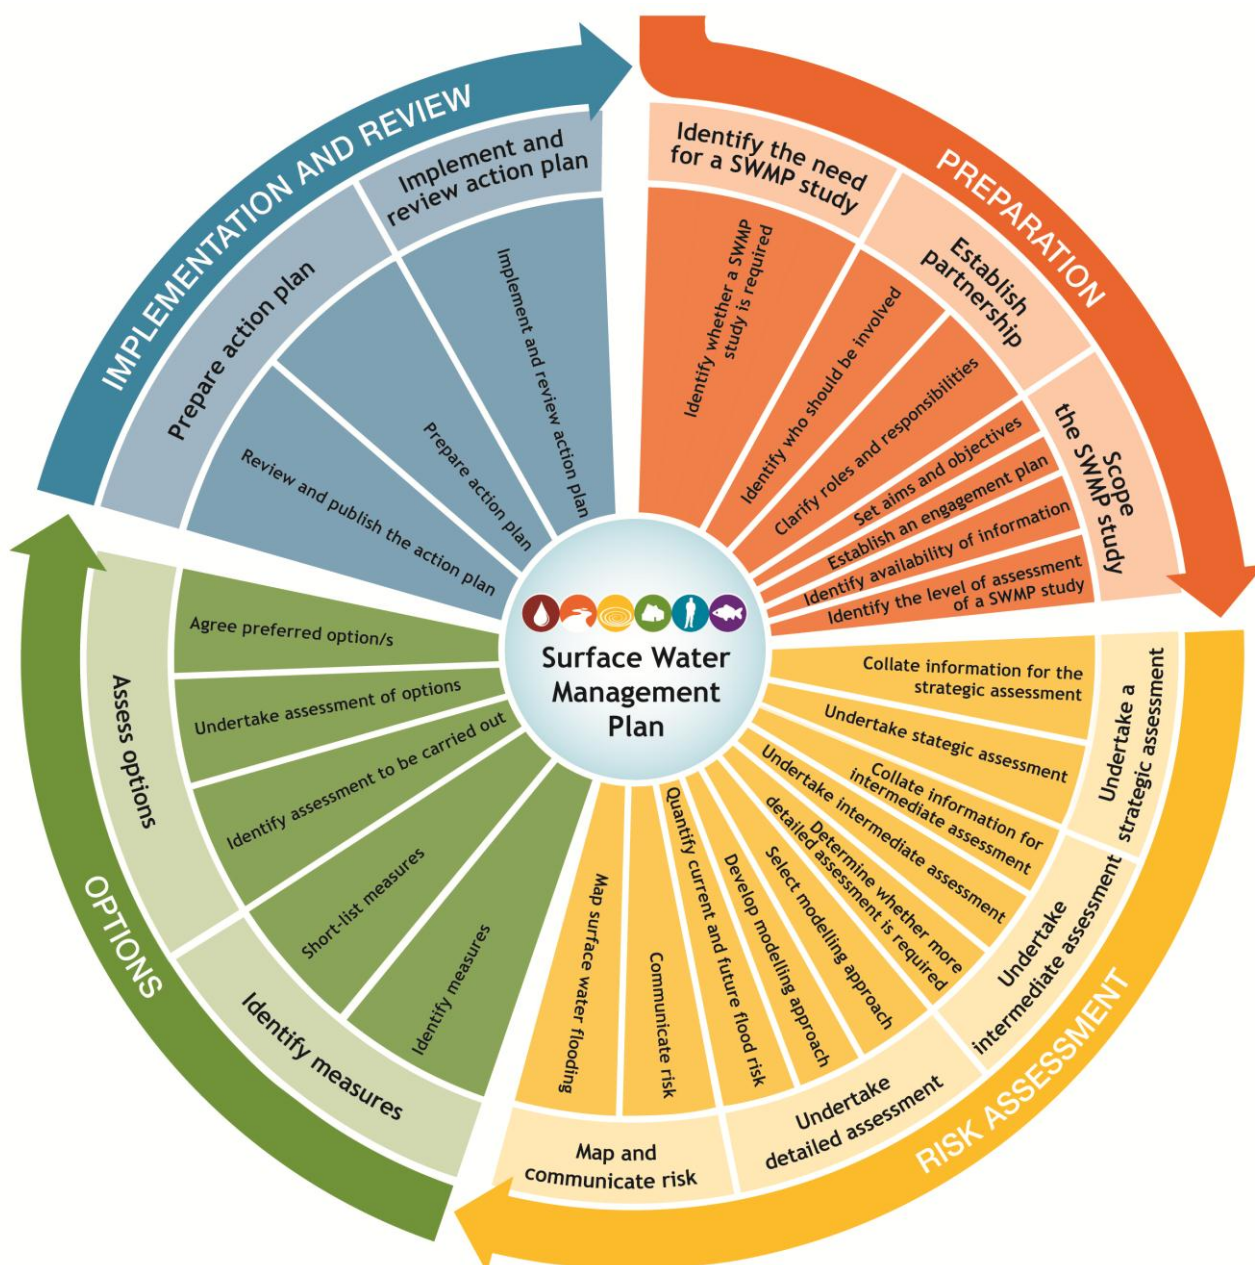 PREPARATION
Identify the need
for a SWMP study
Identify whether a SWMP
study is required
Establish
partnership
Identify who should be involved
Clarify roles and responsibilities
Scope
the SWMP study
Set aims and objectives
Establish an engagement plan
Identify availability of information
Identify the level of assessment
of a SWMP study
RISK ASSESSMENT
Undertake a
strategic assessment
Collate information for the
strategic assessment
Undertake stategic assessment
Undertake
intermediate assessment
Collate information for
intermediate assessment
Undertake intermediate assessment
Determine whether more
detailed assessment is required
Undertake
detailed assessment
Select modelling approach
Develop modelling approach
Quantify current and future flood risk
Map and
communicate risk
Communicate risk
Map surface water flooding
OPTIONS
Identify measures
Identify measures
Short-list measures
Assess options
Identify assessment to be carried out
Undertake assessment of options
Agree preferred option/s
IMPLEMENTATION AND REVIEW
Prepare action plan
Review and publish the action plan
Prepare action plan
Implement and
review action plan
Implement and review action plan
Surface Water
Management
Plan